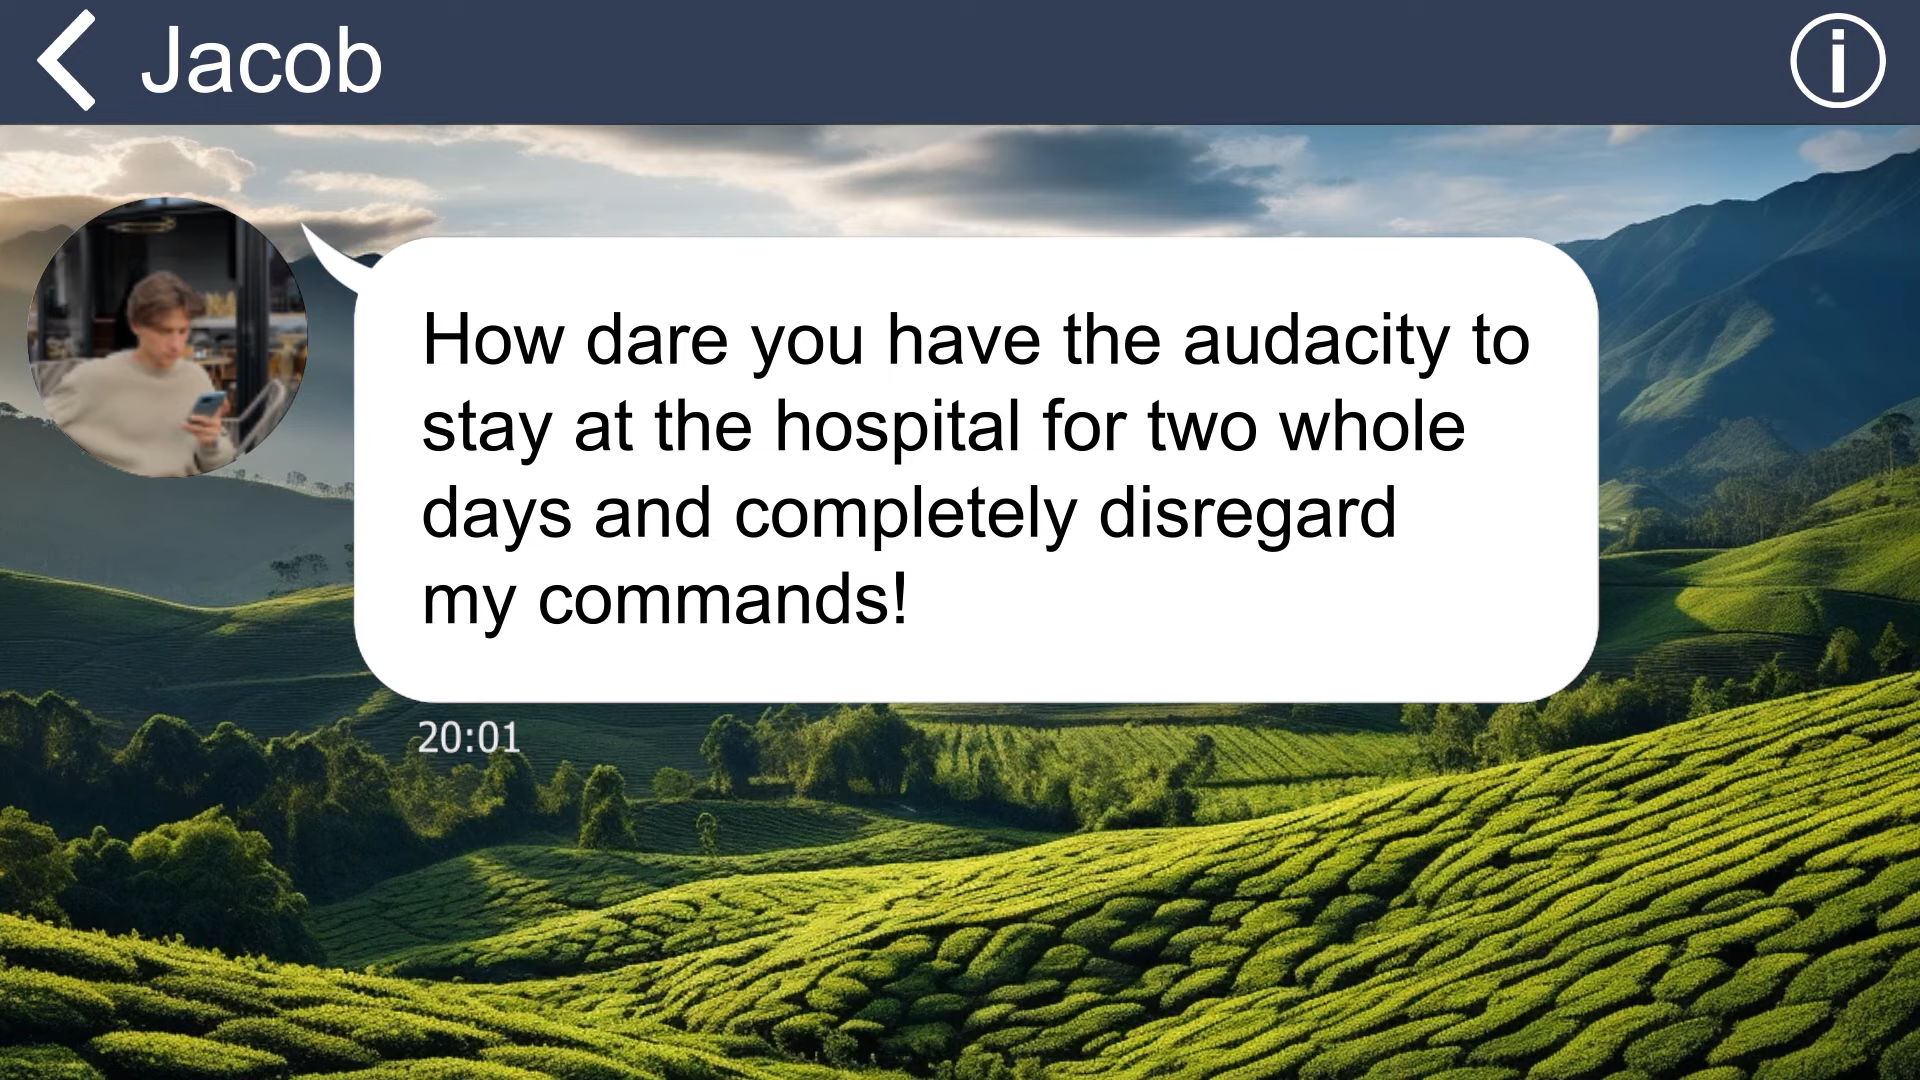 Jacob
How dare you have the audacity to
stay at the hospital for two whole
days and completely disregard
my commands!
20:01